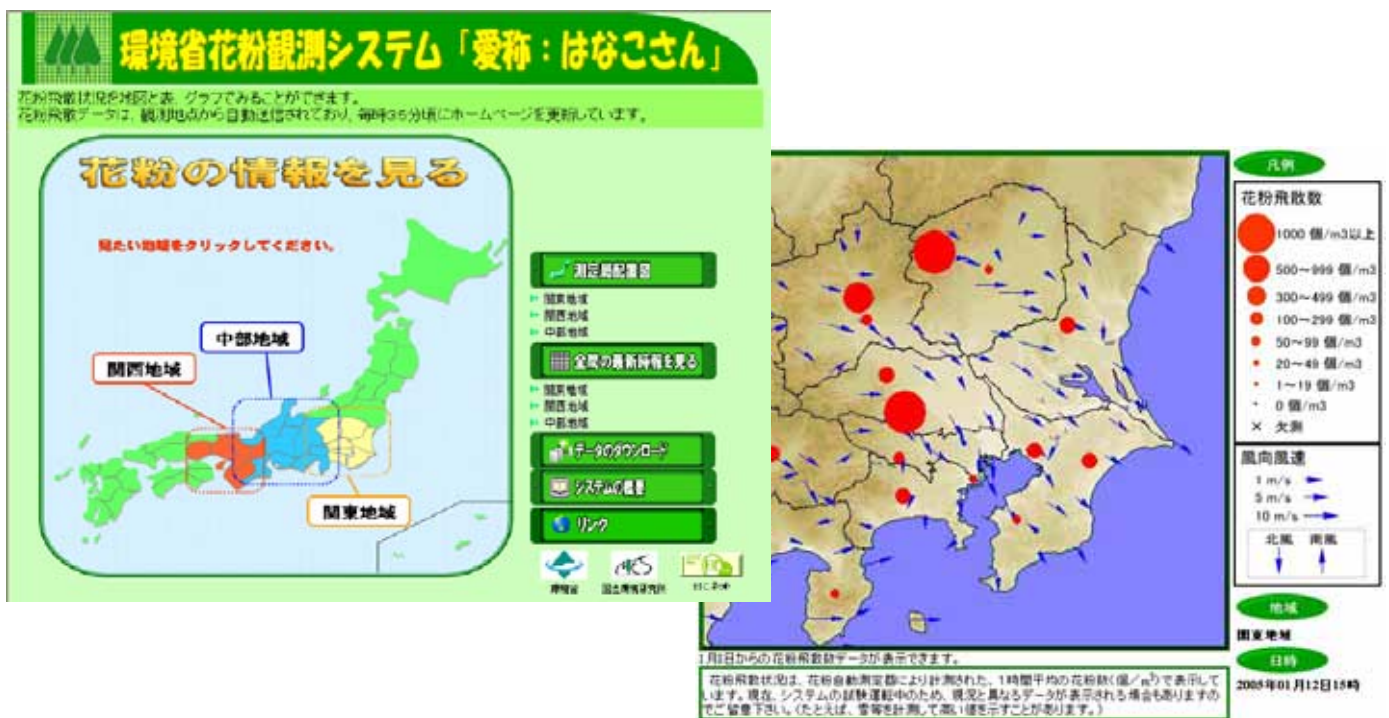 環境省花粉観測システム「愛称：はなこさん」
花粉飛散状況を地図と表、グラフでみることができます。
花粉飛散データは、観測地点から自動送信されており、毎時35分頃にホームページを更新しています。
花粉の情報を見る
見たい地域をクリックしてください。
中部地域
関西地域
関東地域
測定局配置図
関東地域
関西地域
中部地域
全局の最新時報を見る
関東地域
関西地域
中部地域
データのダウンロード
システムの概要
リンク
環境省
国立環境研究所
凡例
花粉飛散数
1000 個/m3以上
500～999 個/m3
300～499 個/m3
100～299 個/m3
50～99 個/m3
20～49 個/m3
1～19 個/m3
0 個/m3
× 欠測
風向風速
1 m/s
5 m/s
10 m/s
北風 南風
地域
関東地域
日時
2005年01月12日15時
1月8日からの花粉飛散数データが表示できます。
花粉飛散状況は、花粉自動測定器により計測された、1時間平均の花粉数(個/m3)で表示して
います。現在、システムの試験運転中のため、現況と異なるデータが表示される場合もありますの
でご留意下さい。(たとえば、雪等を計測して高い値を示すことがあります。)